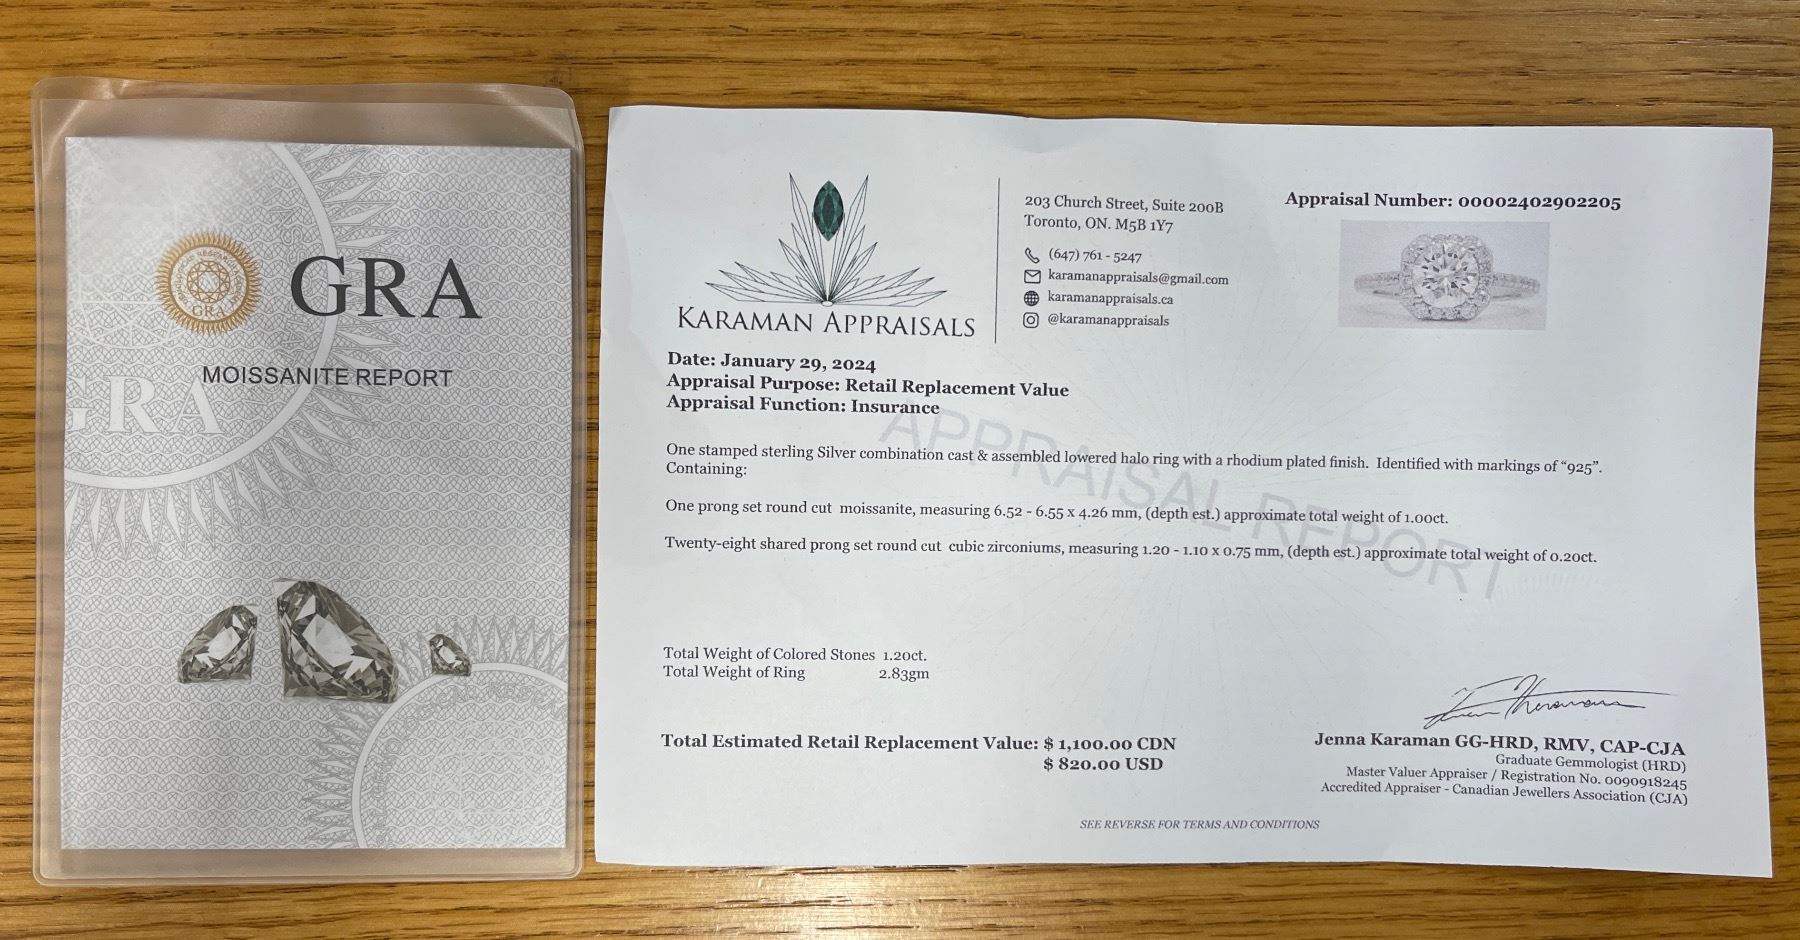 GRA
GRA
MOISSANITE REPORT
GRA
KARAMAN APPRAISALS
203 Church Street, Suite 200B
Toronto, ON. M5B 1Y7
(647) 761 - 5247
karamanappraisals@gmail.com
karamanappraisals.ca
@karamanappraisals
Appraisal Number: 00002402902205
Date: January 29, 2024
Appraisal Purpose: Retail Replacement Value
Appraisal Function: Insurance
APPRAISAL REPORT
One stamped sterling Silver combination cast & assembled lowered halo ring with a rhodium plated finish. Identified with markings of "925".
Containing:
One prong set round cut moissanite, measuring 6.52 - 6.55 x 4.26 mm, (depth est.) approximate total weight of 1.00ct.
Twenty-eight shared prong set round cut cubic zirconiums, measuring 1.20 - 1.10 x 0.75 mm, (depth est.) approximate total weight of 0.20ct.
Total Weight of Colored Stones 1.20ct.
Total Weight of Ring 2.83gm
Total Estimated Retail Replacement Value: $ 1,100.00 CDN
$ 820.00 USD
Jenna Karaman GG-HRD, RMV, CAP-CJA
Graduate Gemmologist (HRD)
Master Valuer Appraiser / Registration No. 0090918245
Accredited Appraiser - Canadian Jewellers Association (CJA)
SEE REVERSE FOR TERMS AND CONDITIONS